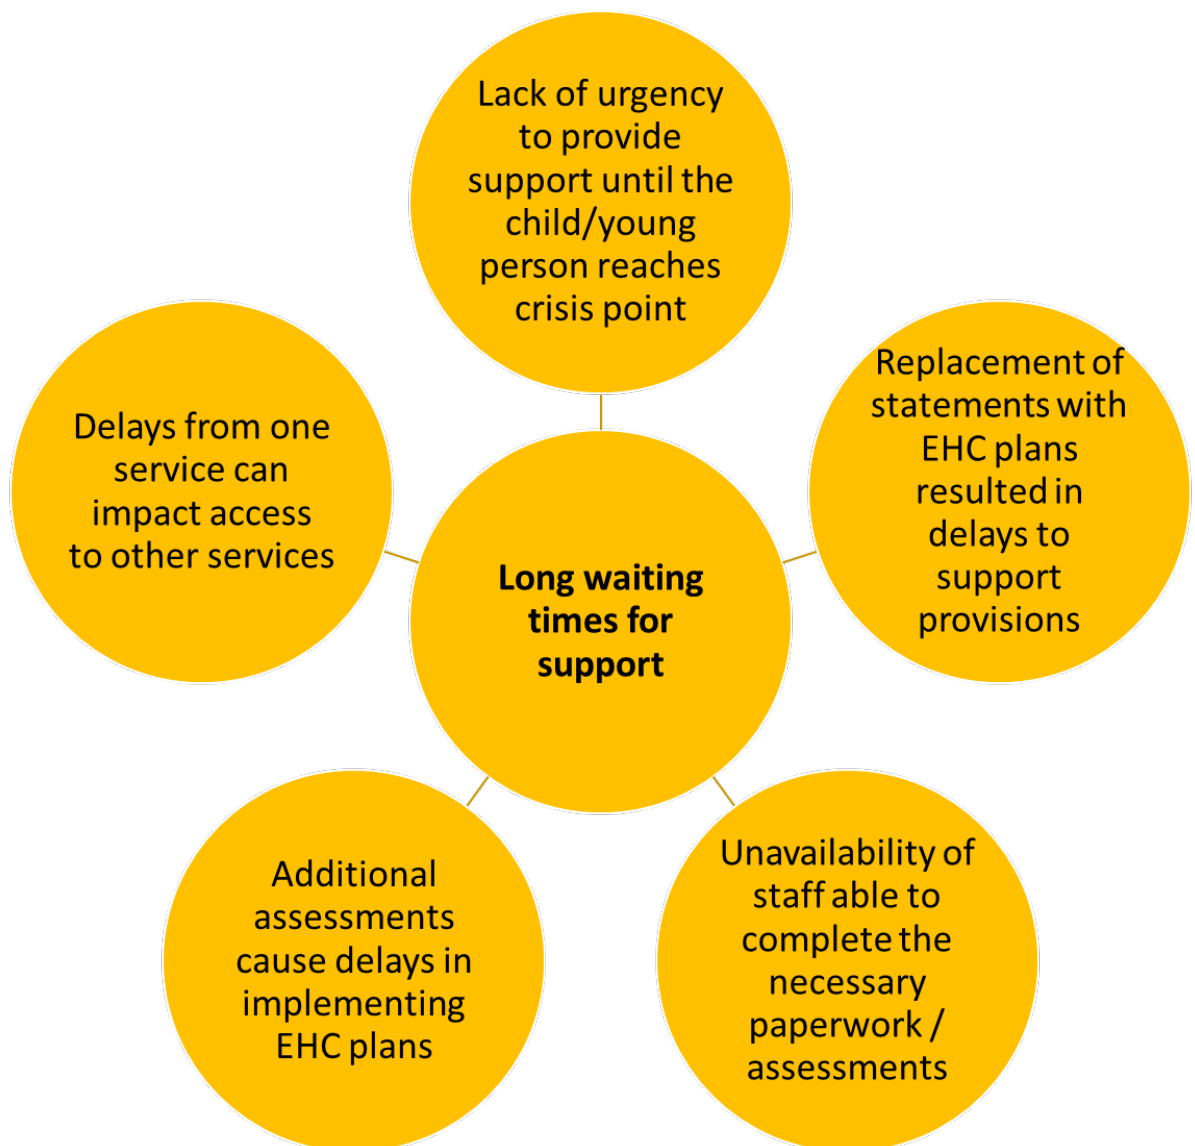 Lack of urgency
to provide
support until the
child/young
person reaches
crisis point
Replacement of
statements with
EHC plans
resulted in
delays to
support
provisions
Unavailability of
staff able to
complete the
necessary
paperwork /
assessments
Additional
assessments
cause delays in
implementing
EHC plans
Delays from one
service can
impact access
to other services
Long waiting
times for
support